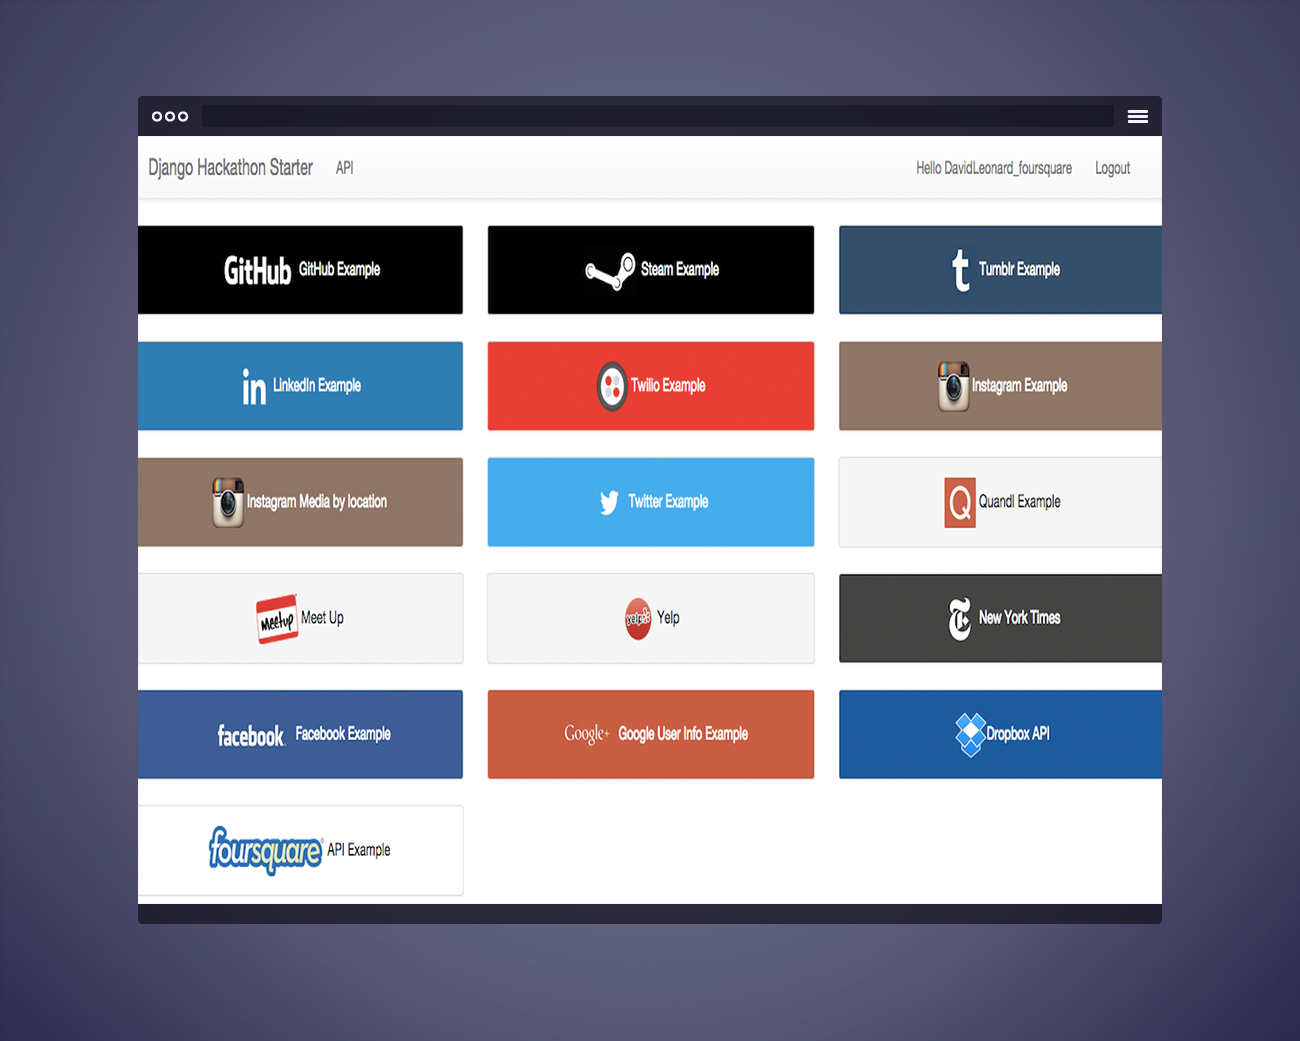 Django Hackathon Starter API Hello DavidLeonard_foursquare Logout
GitHub GitHub Example
Steam Example
t Tumblr Example
in LinkedIn Example
Twilio Example
Instagram Example
Instagram Media by location
Twitter Example
Q Quandl Example
Meetup Meet Up
yelp Yelp
T New York Times
facebook Facebook Example
Google+ Google User Info Example
Dropbox API
foursquare API Example